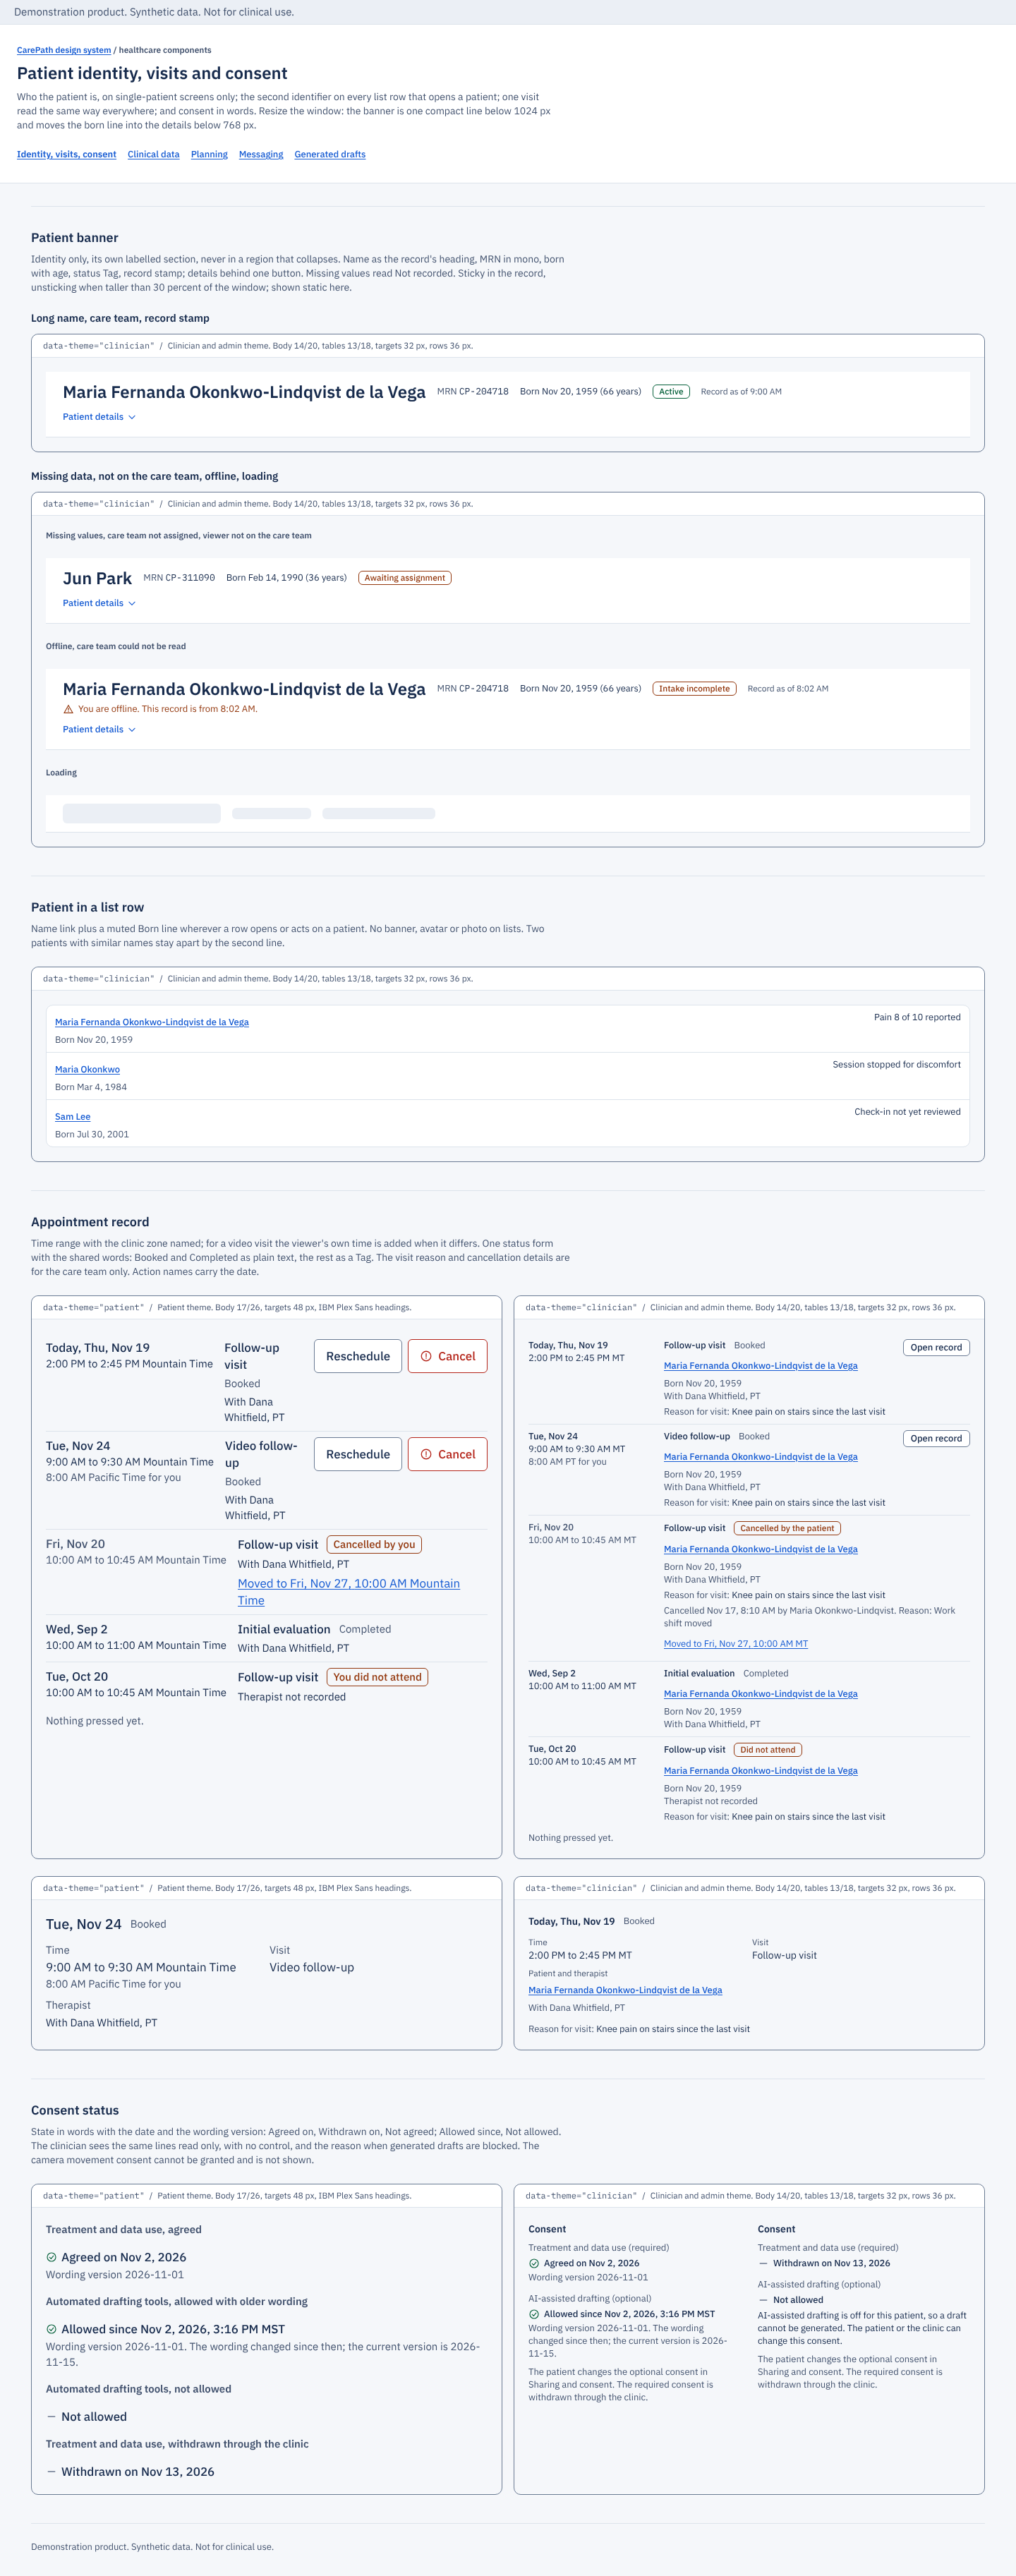 Demonstration product. Synthetic data. Not for clinical use.
CarePath design system / healthcare components
Patient identity, visits and consent
Who the patient is, on single-patient screens only; the second identifier on every list row that opens a patient; one visit
read the same way everywhere; and consent in words. Resize the window: the banner is one compact line below 1024 px
and moves the born line into the details below 768 px.
Identity, visits, consent Clinical data Planning Messaging Generated drafts
Patient banner
Identity only, its own labelled section, never in a region that collapses. Name as the record's heading, MRN in mono, born
with age, status Tag, record stamp; details behind one button. Missing values read Not recorded. Sticky in the record,
unsticking when taller than 30 percent of the window; shown static here.
Long name, care team, record stamp
data-theme="clinician" / Clinician and admin theme. Body 14/20, tables 13/18, targets 32 px, rows 36 px.
Maria Fernanda Okonkwo-Lindqvist de la Vega MRN CP-204718 Born Nov 20, 1959 (66 years) Active Record as of 9:00 AM
Patient details
Missing data, not on the care team, offline, loading
data-theme="clinician" / Clinician and admin theme. Body 14/20, tables 13/18, targets 32 px, rows 36 px.
Missing values, care team not assigned, viewer not on the care team
Jun Park MRN CP-311090 Born Feb 14, 1990 (36 years) Awaiting assignment
Patient details
Offline, care team could not be read
Maria Fernanda Okonkwo-Lindqvist de la Vega MRN CP-204718 Born Nov 20, 1959 (66 years) Intake incomplete Record as of 8:02 AM
You are offline. This record is from 8:02 AM.
Patient details
Loading
Patient in a list row
Name link plus a muted Born line wherever a row opens or acts on a patient. No banner, avatar or photo on lists. Two
patients with similar names stay apart by the second line.
data-theme="clinician" / Clinician and admin theme. Body 14/20, tables 13/18, targets 32 px, rows 36 px.
Maria Fernanda Okonkwo-Lindqvist de la Vega Pain 8 of 10 reported
Born Nov 20, 1959
Maria Okonkwo Session stopped for discomfort
Born Mar 4, 1984
Sam Lee Check-in not yet reviewed
Born Jul 30, 2001
Appointment record
Time range with the clinic zone named; for a video visit the viewer's own time is added when it differs. One status form
with the shared words: Booked and Completed as plain text, the rest as a Tag. The visit reason and cancellation details are
for the care team only. Action names carry the date.
data-theme="patient" / Patient theme. Body 17/26, targets 48 px, IBM Plex Sans headings.
Today, Thu, Nov 19
2:00 PM to 2:45 PM Mountain Time
Follow-up
visit
Booked
With Dana
Whitfield, PT
Reschedule Cancel
Tue, Nov 24
9:00 AM to 9:30 AM Mountain Time
8:00 AM Pacific Time for you
Video follow-
up
Booked
With Dana
Whitfield, PT
Reschedule Cancel
Fri, Nov 20
10:00 AM to 10:45 AM Mountain Time
Follow-up visit Cancelled by you
With Dana Whitfield, PT
Moved to Fri, Nov 27, 10:00 AM Mountain
Time
Wed, Sep 2
10:00 AM to 11:00 AM Mountain Time
Initial evaluation Completed
With Dana Whitfield, PT
Tue, Oct 20
10:00 AM to 10:45 AM Mountain Time
Follow-up visit You did not attend
Therapist not recorded
Nothing pressed yet.
data-theme="clinician" / Clinician and admin theme. Body 14/20, tables 13/18, targets 32 px, rows 36 px.
Today, Thu, Nov 19
2:00 PM to 2:45 PM MT
Follow-up visit Booked
Maria Fernanda Okonkwo-Lindqvist de la Vega
Born Nov 20, 1959
With Dana Whitfield, PT
Reason for visit: Knee pain on stairs since the last visit
Open record
Tue, Nov 24
9:00 AM to 9:30 AM MT
8:00 AM PT for you
Video follow-up Booked
Maria Fernanda Okonkwo-Lindqvist de la Vega
Born Nov 20, 1959
With Dana Whitfield, PT
Reason for visit: Knee pain on stairs since the last visit
Open record
Fri, Nov 20
10:00 AM to 10:45 AM MT
Follow-up visit Cancelled by the patient
Maria Fernanda Okonkwo-Lindqvist de la Vega
Born Nov 20, 1959
With Dana Whitfield, PT
Reason for visit: Knee pain on stairs since the last visit
Cancelled Nov 17, 8:10 AM by Maria Okonkwo-Lindqvist. Reason: Work
shift moved
Moved to Fri, Nov 27, 10:00 AM MT
Wed, Sep 2
10:00 AM to 11:00 AM MT
Initial evaluation Completed
Maria Fernanda Okonkwo-Lindqvist de la Vega
Born Nov 20, 1959
With Dana Whitfield, PT
Tue, Oct 20
10:00 AM to 10:45 AM MT
Follow-up visit Did not attend
Maria Fernanda Okonkwo-Lindqvist de la Vega
Born Nov 20, 1959
Therapist not recorded
Reason for visit: Knee pain on stairs since the last visit
Nothing pressed yet.
data-theme="patient" / Patient theme. Body 17/26, targets 48 px, IBM Plex Sans headings.
Tue, Nov 24 Booked
Time
9:00 AM to 9:30 AM Mountain Time
8:00 AM Pacific Time for you
Visit
Video follow-up
Therapist
With Dana Whitfield, PT
data-theme="clinician" / Clinician and admin theme. Body 14/20, tables 13/18, targets 32 px, rows 36 px.
Today, Thu, Nov 19 Booked
Time
2:00 PM to 2:45 PM MT
Visit
Follow-up visit
Patient and therapist
Maria Fernanda Okonkwo-Lindqvist de la Vega
With Dana Whitfield, PT
Reason for visit: Knee pain on stairs since the last visit
Consent status
State in words with the date and the wording version: Agreed on, Withdrawn on, Not agreed; Allowed since, Not allowed.
The clinician sees the same lines read only, with no control, and the reason when generated drafts are blocked. The
camera movement consent cannot be granted and is not shown.
data-theme="patient" / Patient theme. Body 17/26, targets 48 px, IBM Plex Sans headings.
Treatment and data use, agreed
Agreed on Nov 2, 2026
Wording version 2026-11-01
Automated drafting tools, allowed with older wording
Allowed since Nov 2, 2026, 3:16 PM MST
Wording version 2026-11-01. The wording changed since then; the current version is 2026-
11-15.
Automated drafting tools, not allowed
Not allowed
Treatment and data use, withdrawn through the clinic
Withdrawn on Nov 13, 2026
data-theme="clinician" / Clinician and admin theme. Body 14/20, tables 13/18, targets 32 px, rows 36 px.
Consent
Treatment and data use (required)
Agreed on Nov 2, 2026
Wording version 2026-11-01
AI-assisted drafting (optional)
Allowed since Nov 2, 2026, 3:16 PM MST
Wording version 2026-11-01. The wording
changed since then; the current version is 2026-
11-15.
The patient changes the optional consent in
Sharing and consent. The required consent is
withdrawn through the clinic.
Consent
Treatment and data use (required)
Withdrawn on Nov 13, 2026
AI-assisted drafting (optional)
Not allowed
AI-assisted drafting is off for this patient, so a draft
cannot be generated. The patient or the clinic can
change this consent.
The patient changes the optional consent in
Sharing and consent. The required consent is
withdrawn through the clinic.
Demonstration product. Synthetic data. Not for clinical use.